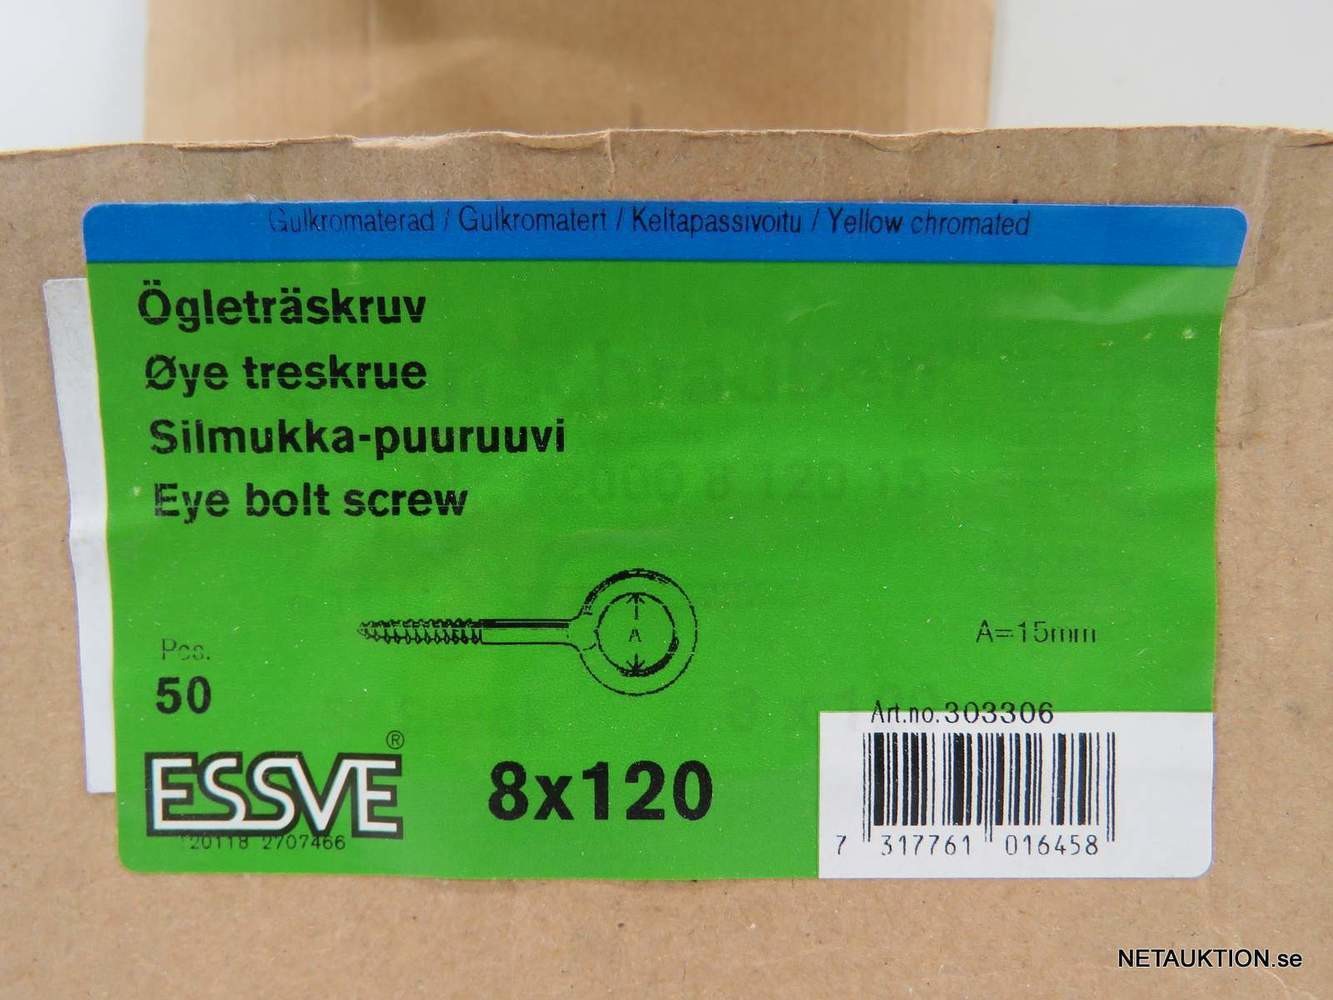 Gulkromaterad / Gulkromatert / Keltapassivoitu / Yellow chromated
Ögleträskruv
Øye treskrue
Silmukka-puuruuvi
Eye bolt screw
A
A=15mm
Pcs.
50
Art.no. 303306
ESSVE®
8x120
120118 2707466
7 317761 016458
NETAUKTION.se